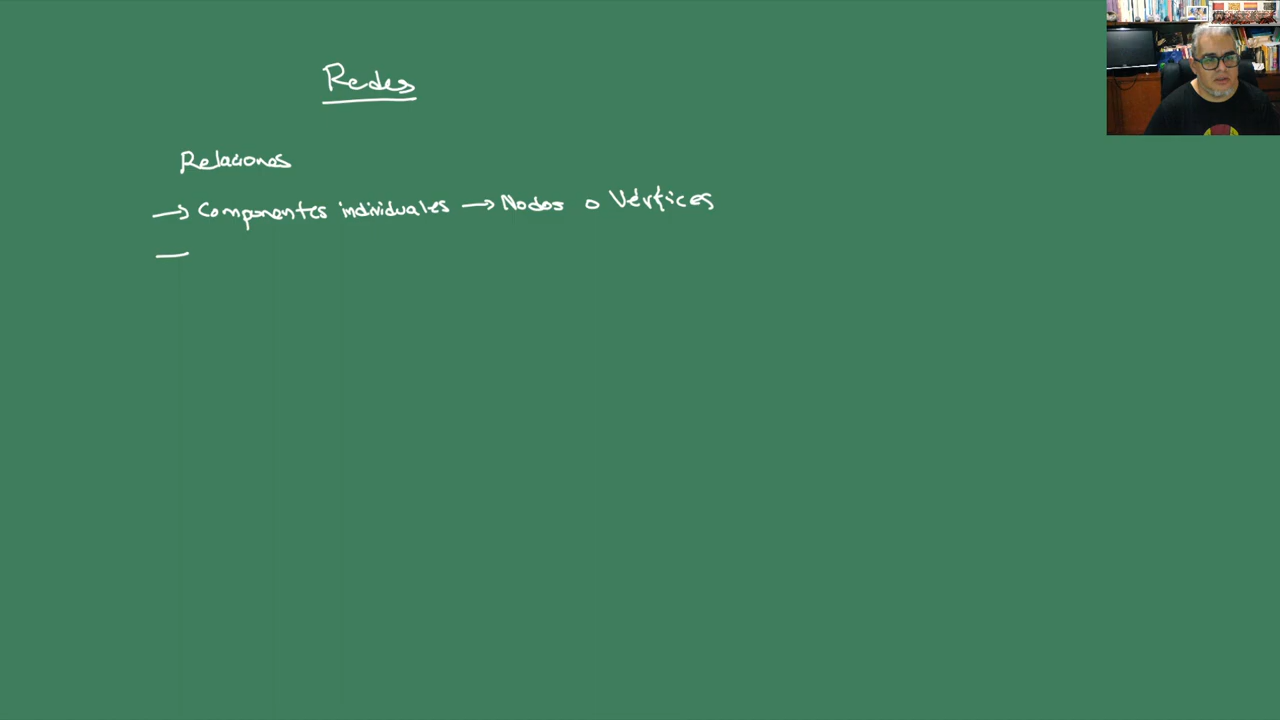 Redes
Relaciones
→ Componentes individuales → Nodos o Vértices